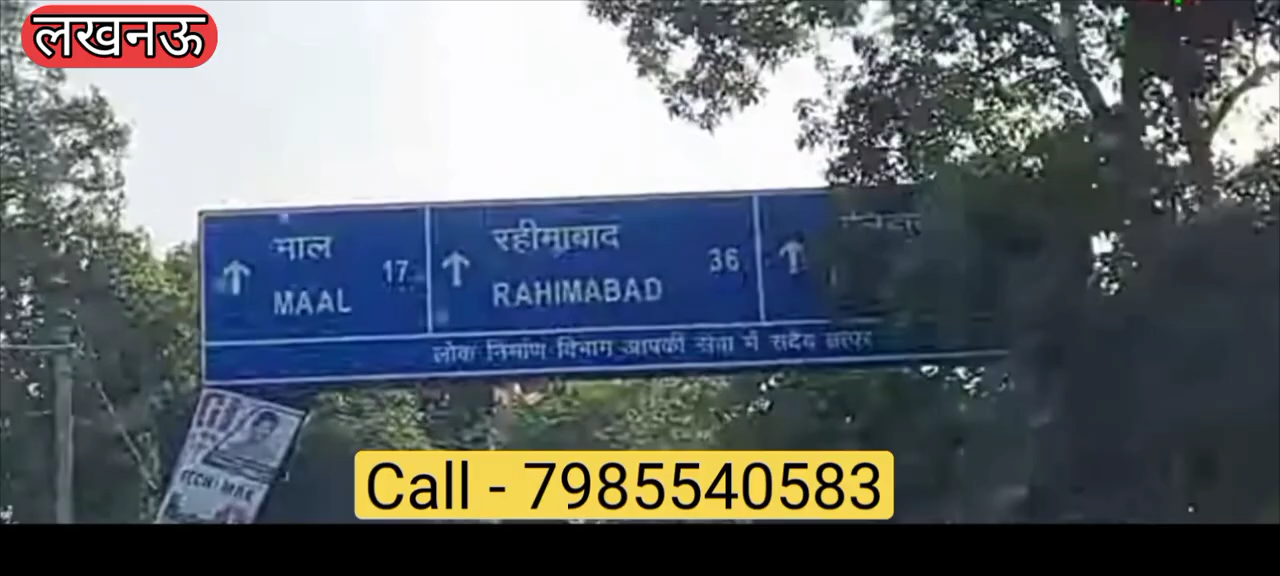 लखनऊ
माल
MAAL
17
रहीमाबाद
RAHIMABAD
36
लोक निर्माण विभाग आपकी सेवा में सदैव तत्पर
Call - 7985540583